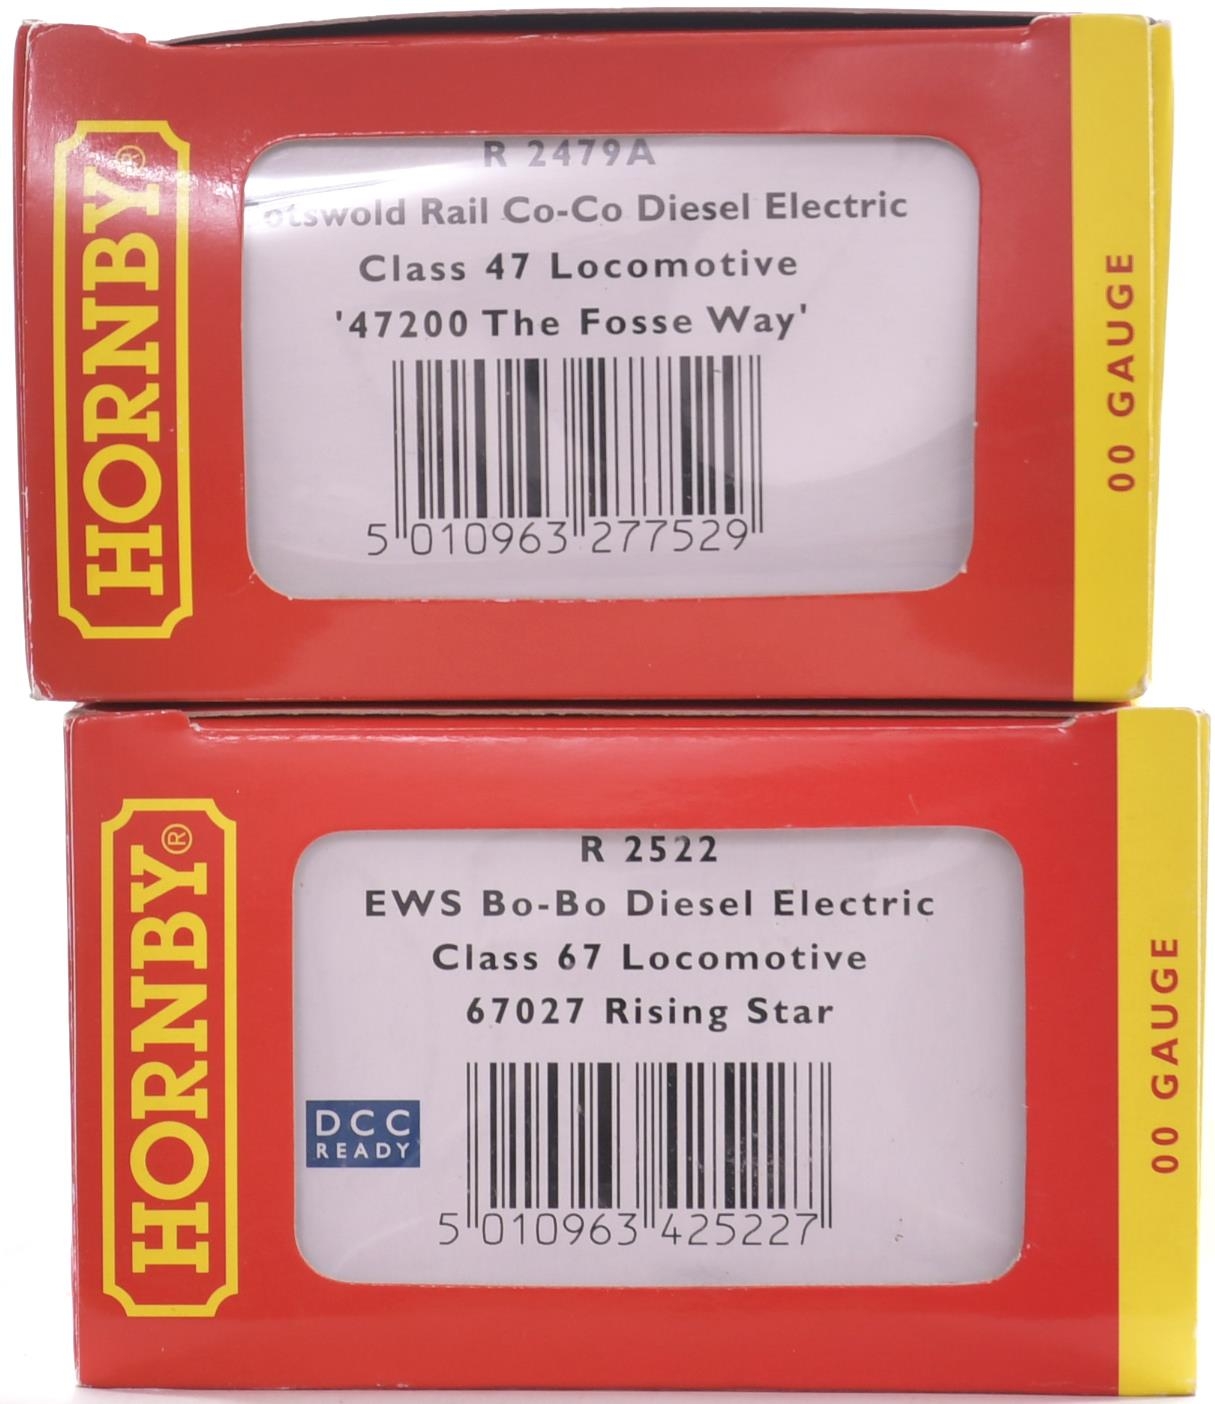 HORNBY®
R 2479A
otswold Rail Co-Co Diesel Electric
Class 47 Locomotive
'47200 The Fosse Way'
5 010963 277529
00 GAUGE
HORNBY®
R 2522
EWS Bo-Bo Diesel Electric
Class 67 Locomotive
67027 Rising Star
DCC
READY
5 010963 425227
00 GAUGE